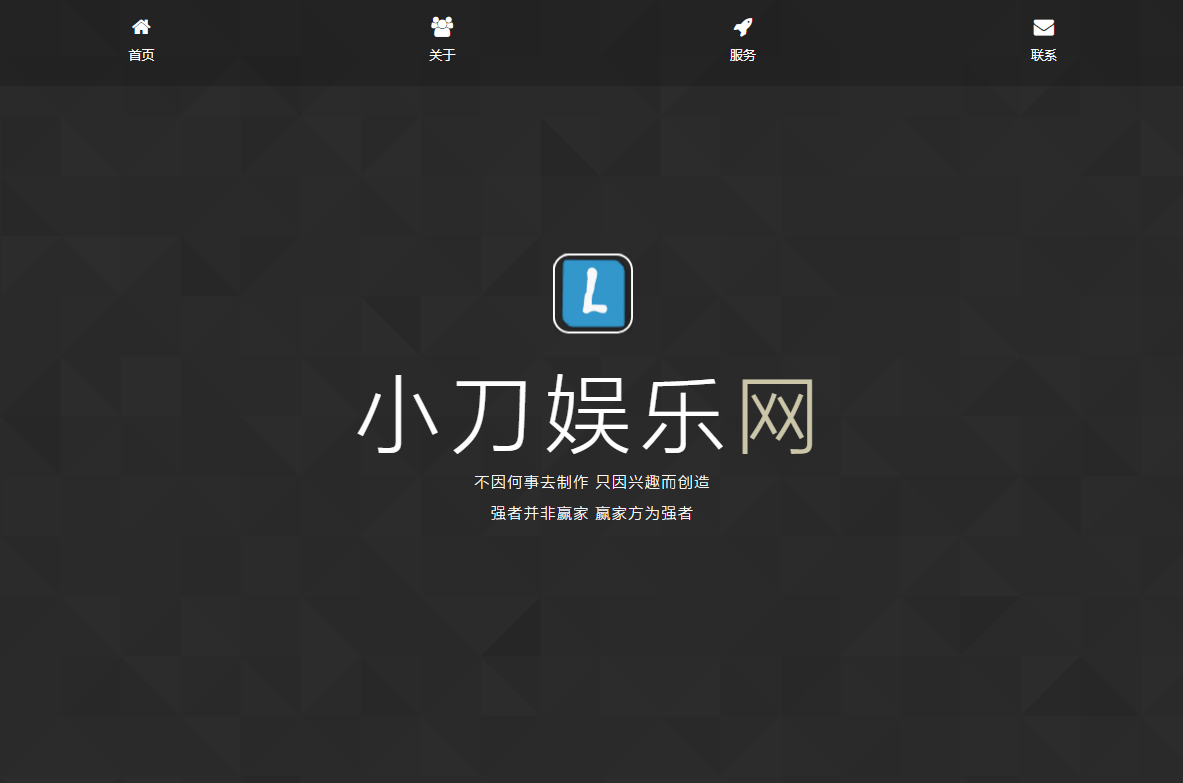 首页
关于
服务
联系
L
小刀娱乐网
不因何事去制作 只因兴趣而创造
强者并非赢家 赢家方为强者